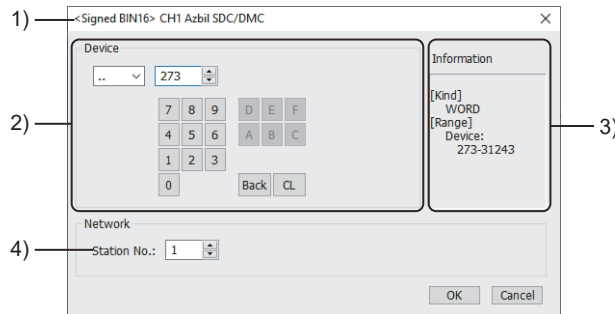 1)
<Signed BIN16> CH1 Azbil SDC/DMC
2)
Device
.. 273
7 8 9 D E F
4 5 6 A B C
1 2 3
0 Back CL
3)
Information
[Kind]
WORD
[Range]
Device:
273-31243
4)
Network
Station No.: 1
OK Cancel